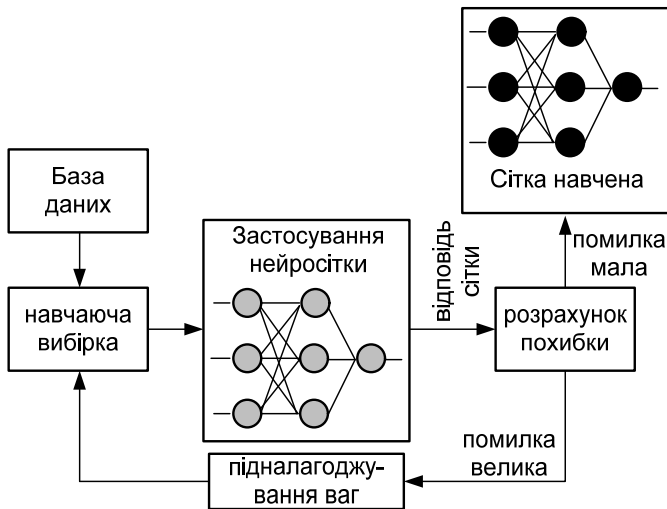 Сітка навчена
База
даних
Застосування
нейросітки
відповідь
сітки
помилка
мала
навчаюча
вибірка
розрахунок
похибки
помилка
велика
підналагоджу-
вання ваг